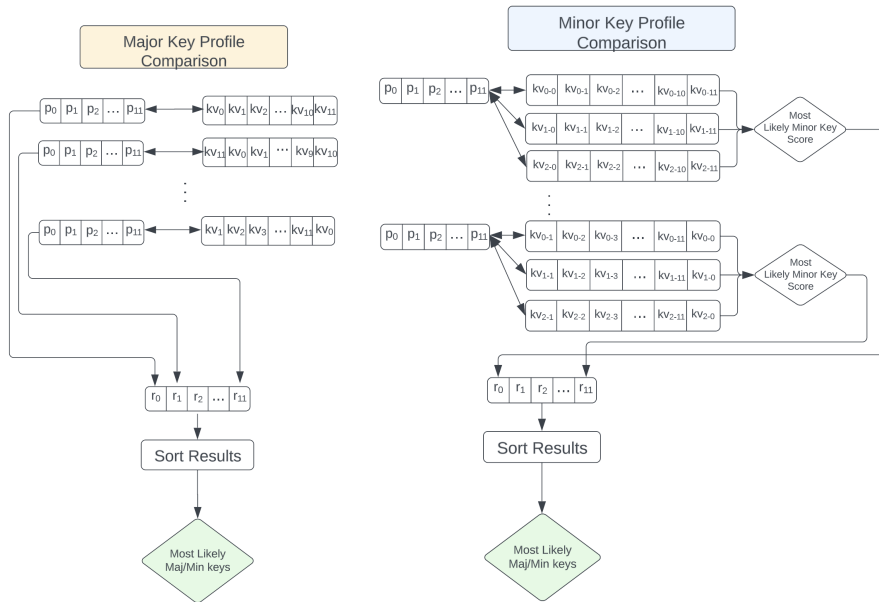 Major Key Profile
Comparison
p0 p1 p2 ... p11
kv0 kv1 kv2 ... kv10 kv11
p0 p1 p2 ... p11
kv11 kv0 kv1 ... kv9 kv10
. . .
p0 p1 p2 ... p11
kv1 kv2 kv3 ... kv11 kv0
r0 r1 r2 ... r11
Sort Results
Most Likely
Maj/Min keys
Minor Key Profile
Comparison
p0 p1 p2 ... p11
kv0-0 kv0-1 kv0-2 ... kv0-10 kv0-11
kv1-0 kv1-1 kv1-2 ... kv1-10 kv1-11
kv2-0 kv2-1 kv2-2 ... kv2-10 kv2-11
Most
Likely Minor Key
Score
. . .
p0 p1 p2 ... p11
kv0-1 kv0-2 kv0-3 ... kv0-11 kv0-0
kv1-1 kv1-2 kv1-3 ... kv1-11 kv1-0
kv2-1 kv2-2 kv2-3 ... kv2-11 kv2-0
Most
Likely Minor Key
Score
r0 r1 r2 ... r11
Sort Results
Most Likely
Maj/Min keys